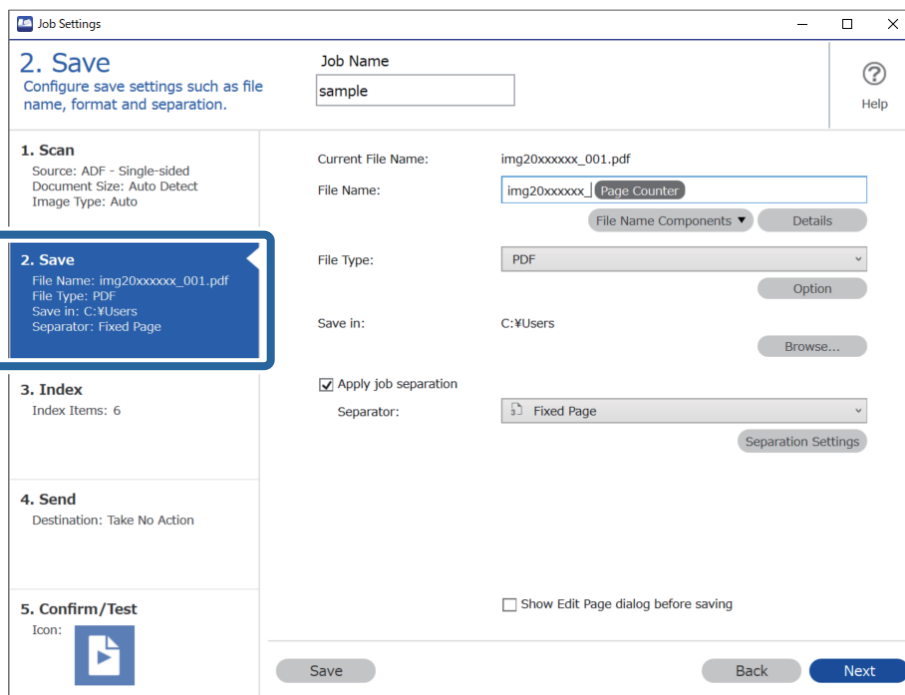 Job Settings
2. Save
Configure save settings such as file
name, format and separation.
Job Name
sample
Help
1. Scan
Source: ADF - Single-sided
Document Size: Auto Detect
Image Type: Auto
2. Save
File Name: img20xxxxxx_001.pdf
File Type: PDF
Save in: C:¥Users
Separator: Fixed Page
3. Index
Index Items: 6
4. Send
Destination: Take No Action
5. Confirm/Test
Icon:
Current File Name: img20xxxxxx_001.pdf
File Name: img20xxxxxx_ Page Counter
File Name Components ▼ Details
File Type: PDF
Option
Save in: C:¥Users
Browse...
Apply job separation
Separator: Fixed Page
Separation Settings
Show Edit Page dialog before saving
Save Back Next